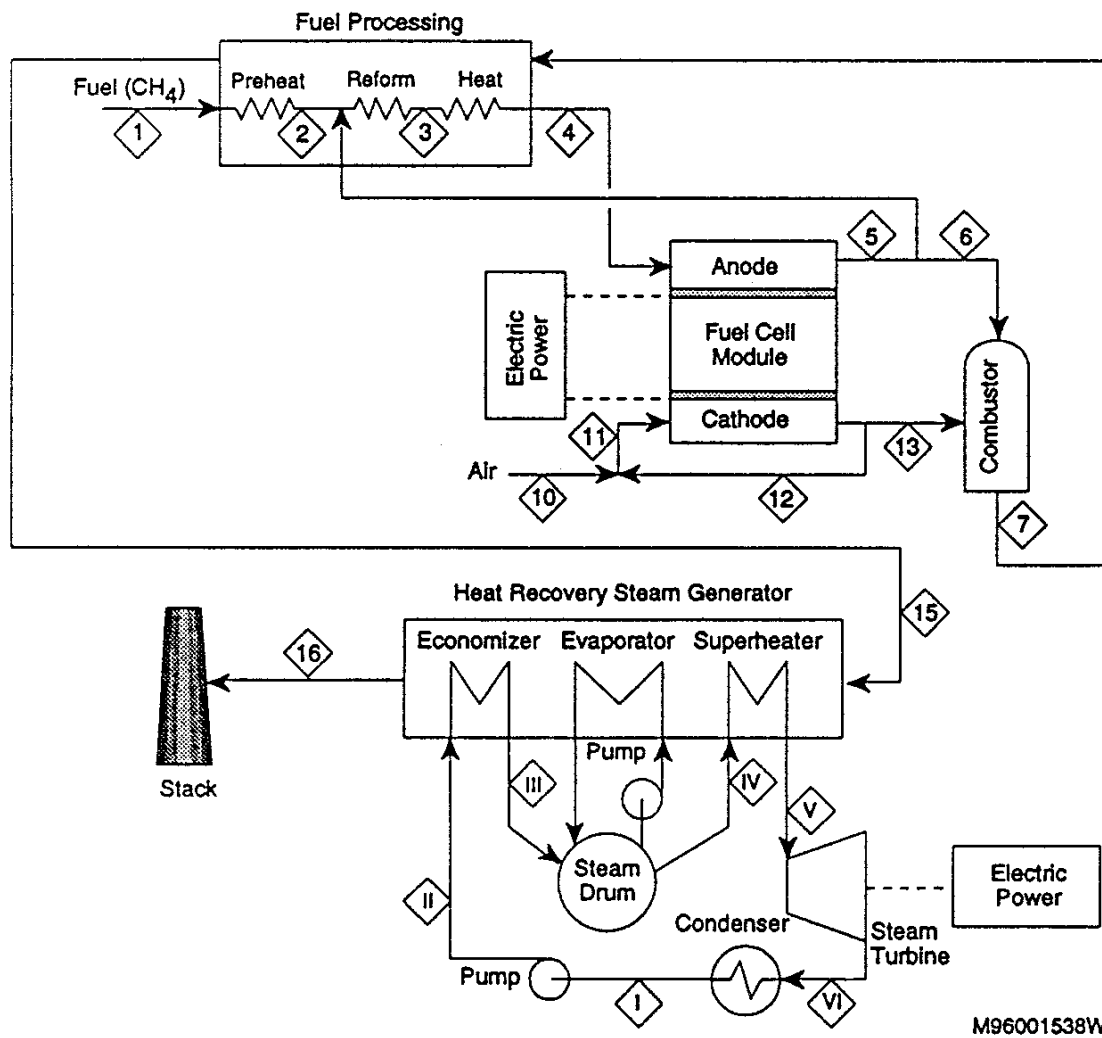 Fuel Processing
Fuel (CH4)
Preheat
Reform
Heat
1
2
3
4
5
6
Anode
Fuel Cell
Module
Cathode
Electric
Power
Combustor
11
13
Air
10
12
7
Heat Recovery Steam Generator
15
Economizer
Evaporator
Superheater
16
Stack
Pump
III
IV
V
Steam
Drum
II
Electric
Power
Condenser
Steam
Turbine
Pump
I
VI
M96001538W